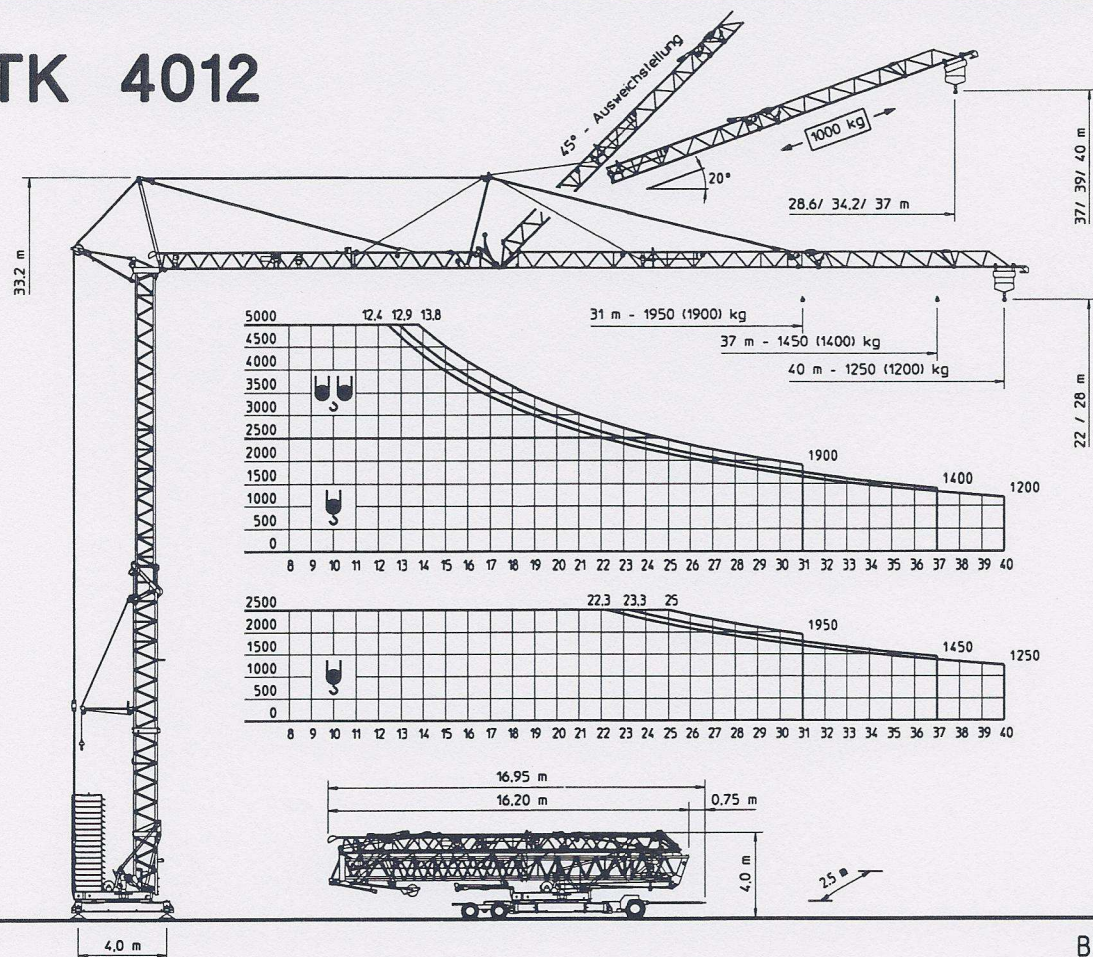 TK 4012
45° - Ausweichstellung
1000 kg
20°
28.6/ 34.2/ 37 m
37/ 39/ 40 m
33.2 m
31 m - 1950 (1900) kg
37 m - 1450 (1400) kg
40 m - 1250 (1200) kg
22 / 28 m
12.4 12.9 13.8
5000
4500
4000
3500
3000
2500
2000
1500
1000
500
0
1900
1400
1200
8 9 10 11 12 13 14 15 16 17 18 19 20 21 22 23 24 25 26 27 28 29 30 31 32 33 34 35 36 37 38 39 40
22.3 23.3 25
2500
2000
1500
1000
500
0
1950
1450
1250
8 9 10 11 12 13 14 15 16 17 18 19 20 21 22 23 24 25 26 27 28 29 30 31 32 33 34 35 36 37 38 39 40
16.95 m
16.20 m
0.75 m
4.0 m
2.5 m
4.0 m
B